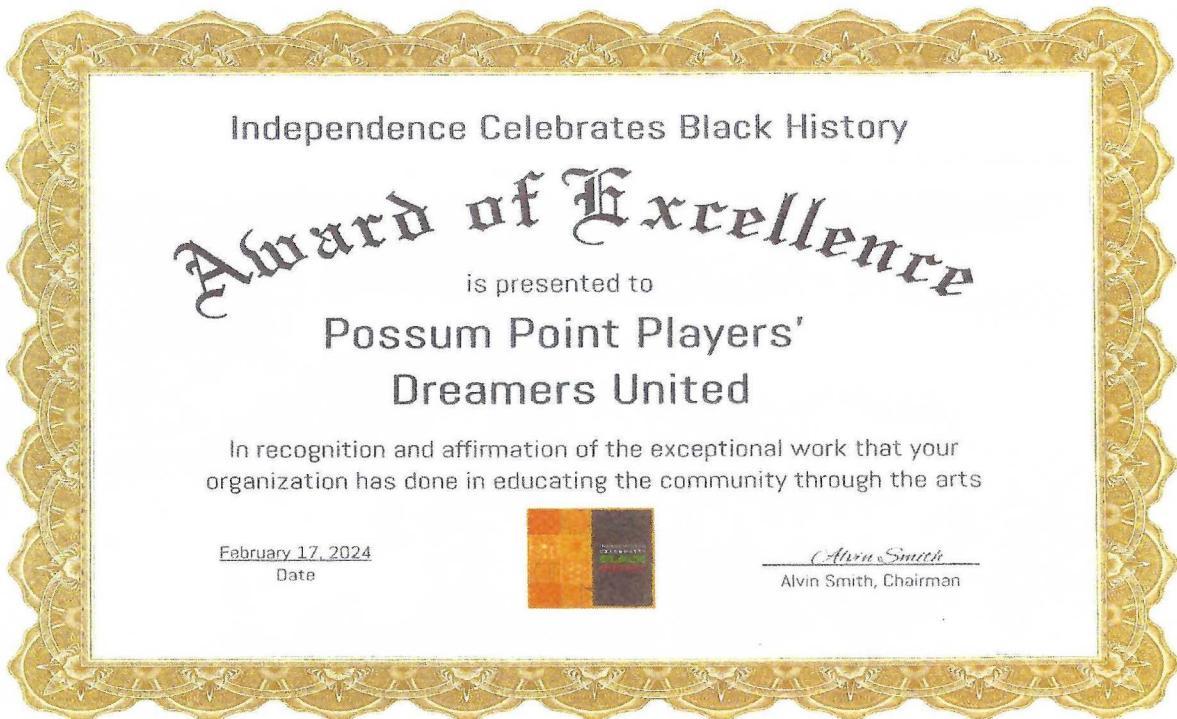 Independence Celebrates Black History
Award of Excellence
is presented to
Possum Point Players'
Dreamers United
In recognition and affirmation of the exceptional work that your
organization has done in educating the community through the arts
CELEBRATES
BLACK
February 17, 2024
Date
Alvin Smith
Alvin Smith, Chairman